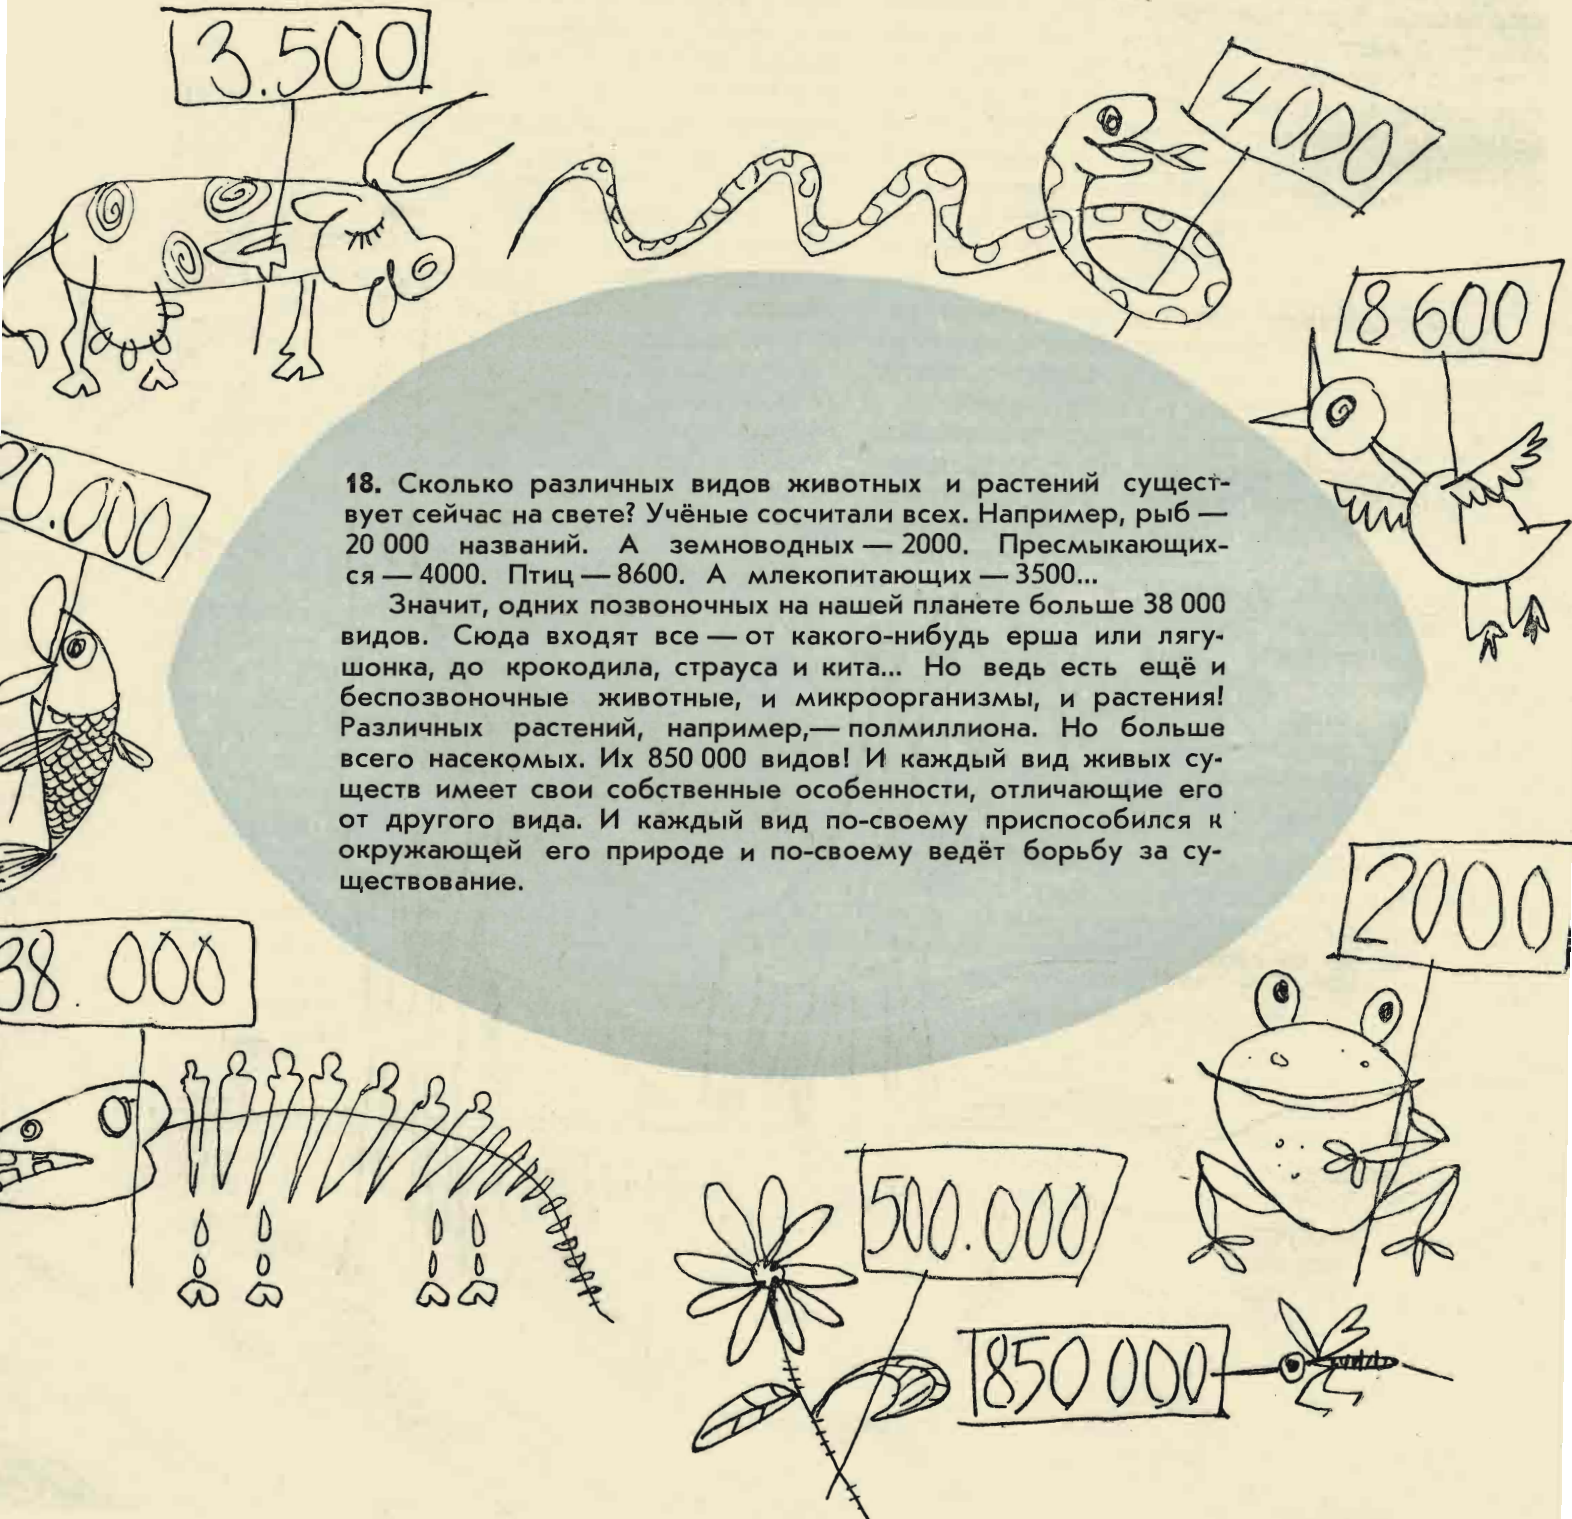 3.500
4000
8600
20.000
18. Сколько различных видов животных и растений сущест-
вует сейчас на свете? Учёные сосчитали всех. Например, рыб —
20 000 названий. А земноводных — 2000. Пресмыкающих-
ся — 4000. Птиц — 8600. А млекопитающих — 3500...
Значит, одних позвоночных на нашей планете больше 38 000
видов. Сюда входят все — от какого-нибудь ерша или лягу-
шонка, до крокодила, страуса и кита... Но ведь есть ещё и
беспозвоночные животные, и микроорганизмы, и растения!
Различных растений, например,— полмиллиона. Но больше
всего насекомых. Их 850 000 видов! И каждый вид живых су-
ществ имеет свои собственные особенности, отличающие его
от другого вида. И каждый вид по-своему приспособился к
окружающей его природе и по-своему ведёт борьбу за су-
ществование.
2000
38.000
500.000
850 000